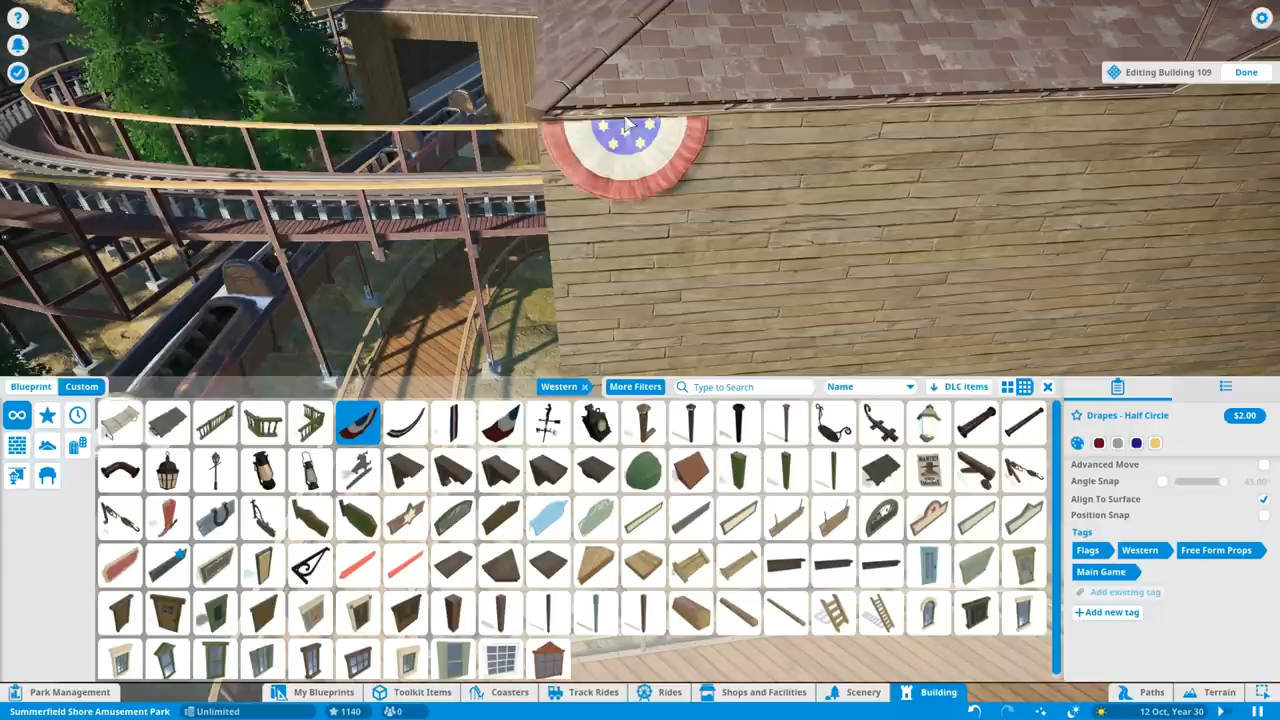 Editing Building 109
Done
Blueprint
Custom
Western
More Filters
Type to Search
Name
DLC items
Drapes - Half Circle
$2.00
Advanced Move
Angle Snap
45.00°
Align To Surface
Position Snap
Tags
Flags
Western
Free Form Props
Main Game
Add existing tag
+Add new tag
Park Management
My Blueprints
Toolkit Items
Coasters
Track Rides
Rides
Shops and Facilities
Scenery
Building
Paths
Terrain
Summerfield Shore Amusement Park
Unlimited
1140
0
12 Oct, Year 30